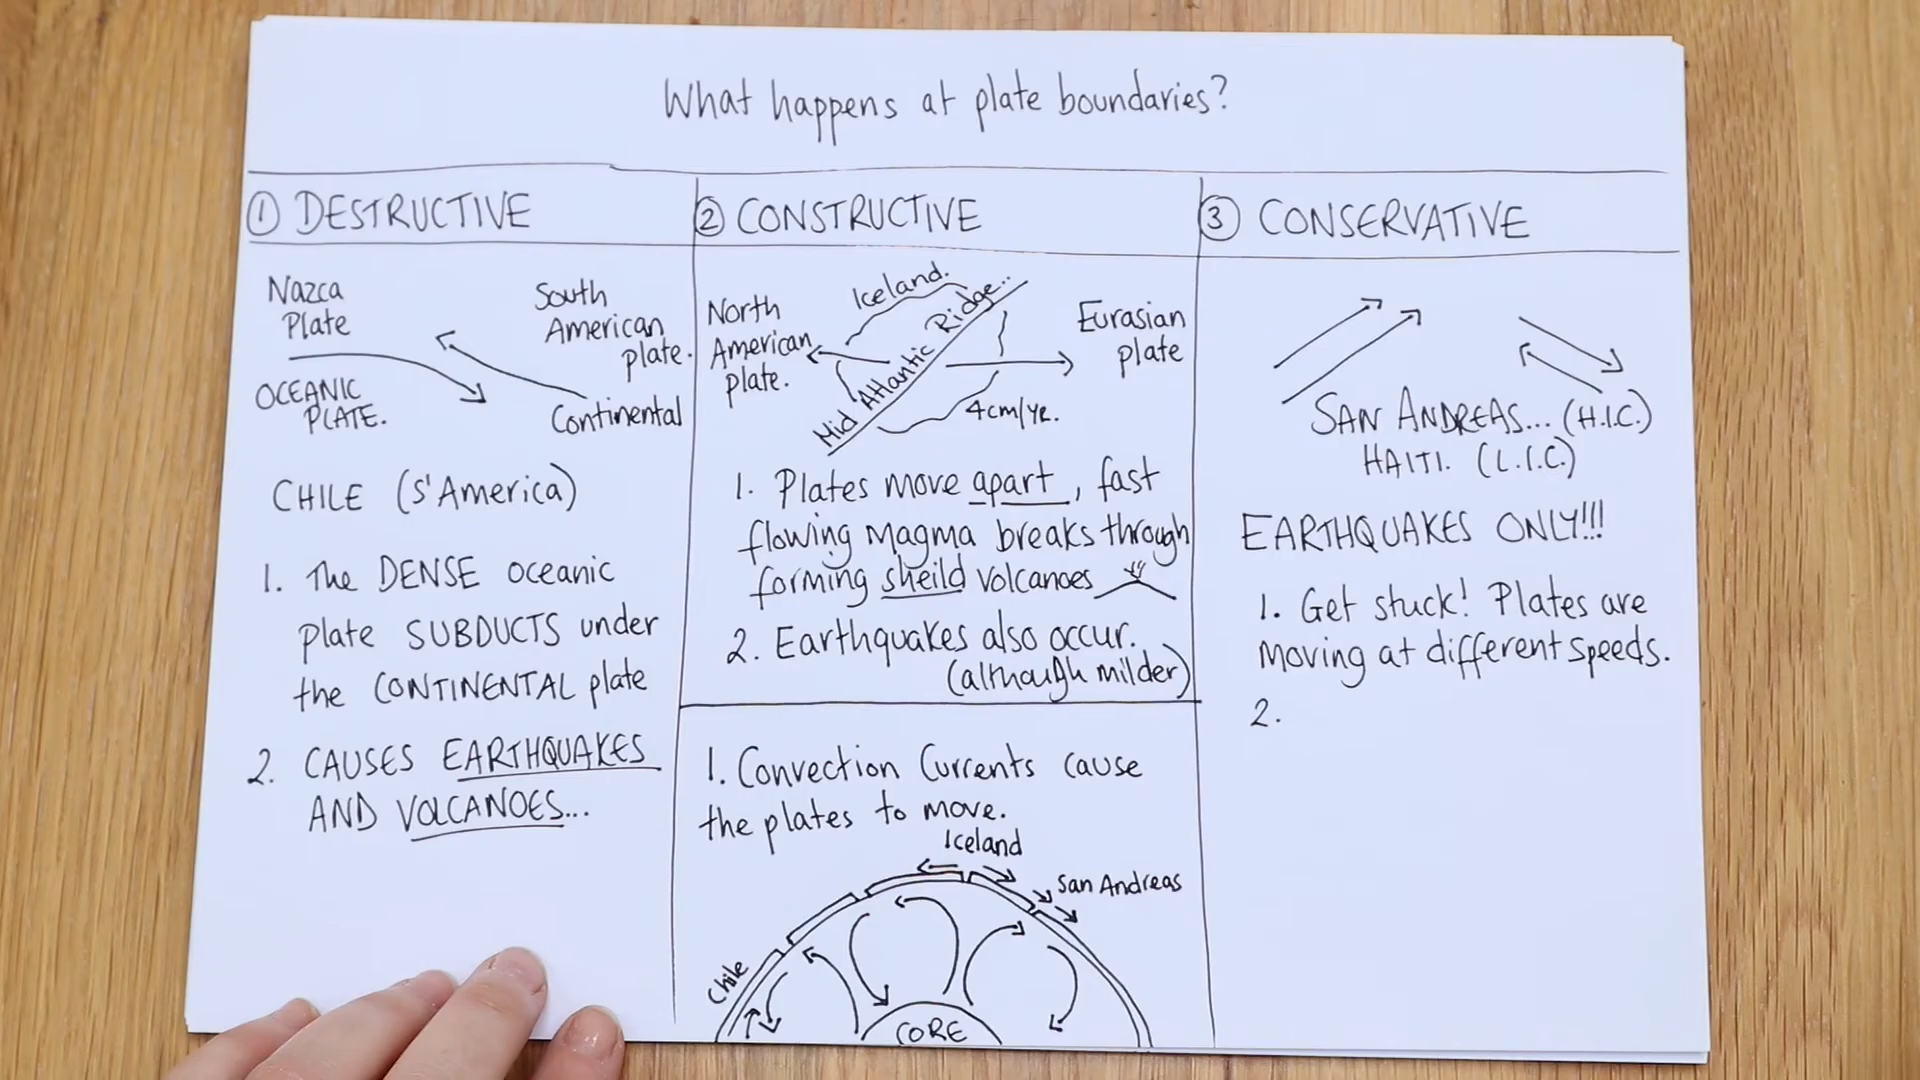 What happens at plate boundaries?
① DESTRUCTIVE
Nazca
Plate
South
American
plate.
OCEANIC
PLATE.
Continental
CHILE (S'America)
1. The DENSE oceanic
plate SUBDUCTS under
the CONTINENTAL plate
2. CAUSES EARTHQUAKES
AND VOLCANOES...
② CONSTRUCTIVE
Iceland.
North
American
plate.
Mid Atlantic Ridge..
Eurasian
plate
4cm/yr.
1. Plates move apart, fast
flowing magma breaks through
forming sheild volcanoes
2. Earthquakes also occur.
(although milder)
1. Convection Currents cause
the plates to move.
Iceland
San Andreas
Chile
CORE
③ CONSERVATIVE
SAN ANDREAS... (H.I.C.)
HAITI. (L.I.C.)
EARTHQUAKES ONLY!!!
1. Get stuck! Plates are
moving at different speeds.
2.